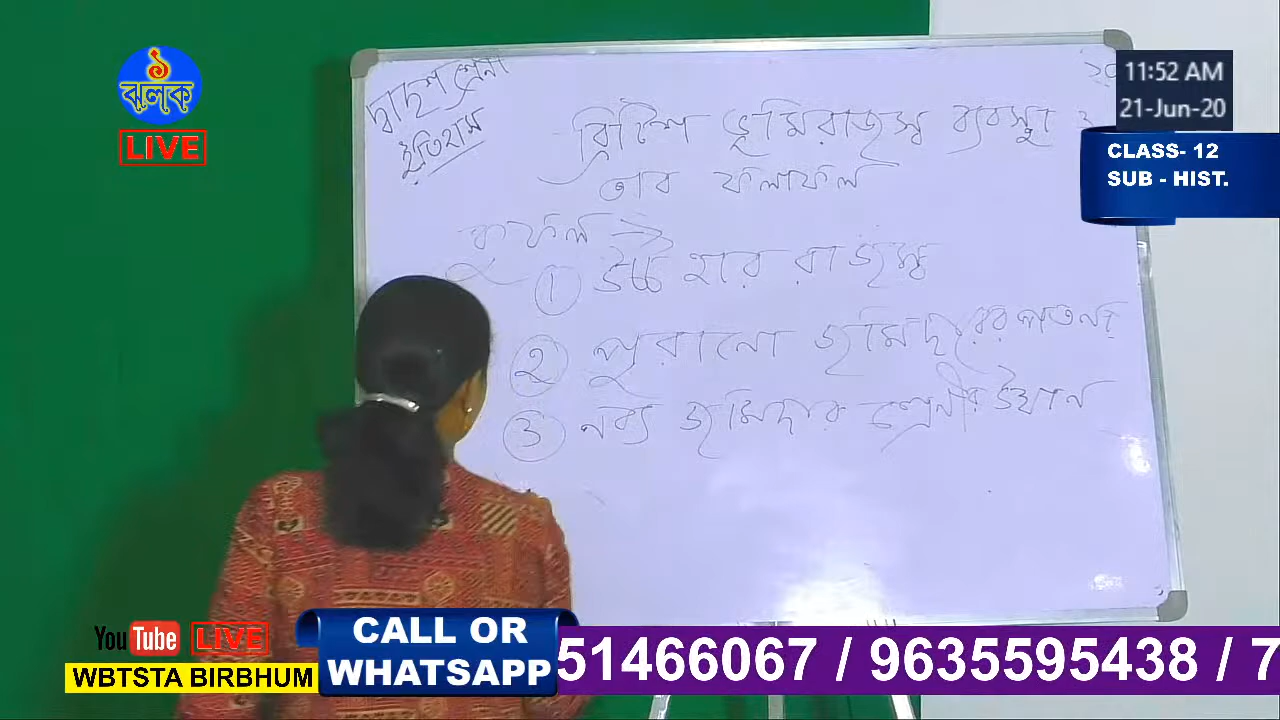 ১
ঝলক
LIVE
দ্বাদশ শ্রেণী
ইতিহাস
ব্রিটিশ ভূমিরাজস্ব ব্যবস্থা
তার ফলাফল
কুফল →
① উচ্চ হার রাজস্ব
② পুরানো জমিদারের পতন
③ নব্য জমিদার শ্রেণীর উত্থান
11:52 AM
21-Jun-20
CLASS- 12
SUB - HIST.
YouTube LIVE
WBTSTA BIRBHUM
CALL OR
WHATSAPP
51466067 / 9635595438 / 7